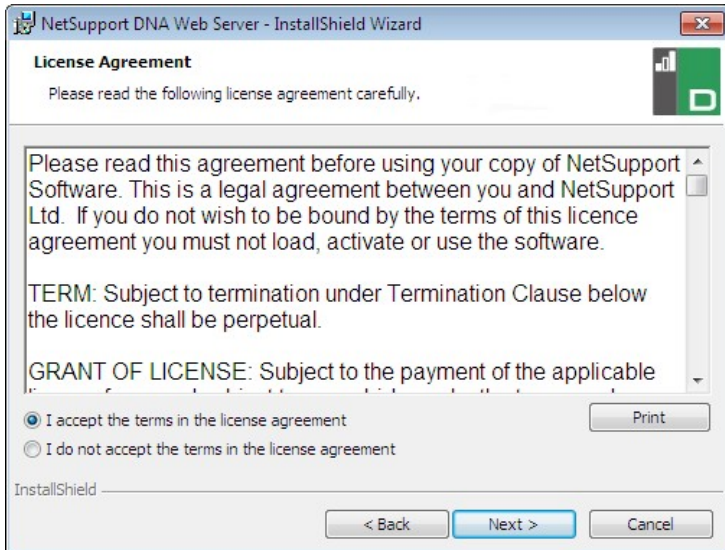 NetSupport DNA Web Server - InstallShield Wizard
License Agreement
Please read the following license agreement carefully.
D
Please read this agreement before using your copy of NetSupport
Software. This is a legal agreement between you and NetSupport
Ltd. If you do not wish to be bound by the terms of this licence
agreement you must not load, activate or use the software.
TERM: Subject to termination under Termination Clause below
the licence shall be perpetual.
GRANT OF LICENSE: Subject to the payment of the applicable
I accept the terms in the license agreement
Print
I do not accept the terms in the license agreement
InstallShield
< Back
Next >
Cancel